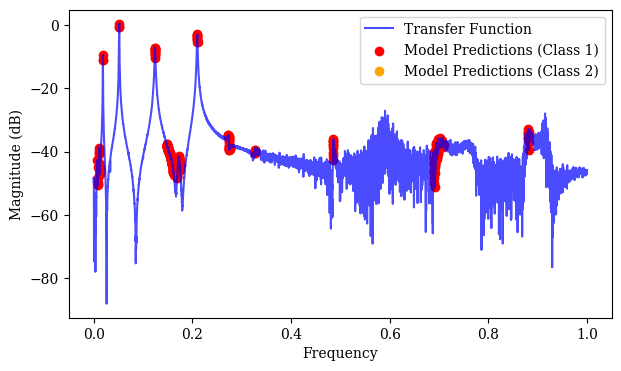 0
−20
−40
−60
−80
Magnitude (dB)
Transfer Function
Model Predictions (Class 1)
Model Predictions (Class 2)
0.0 0.2 0.4 0.6 0.8 1.0
Frequency